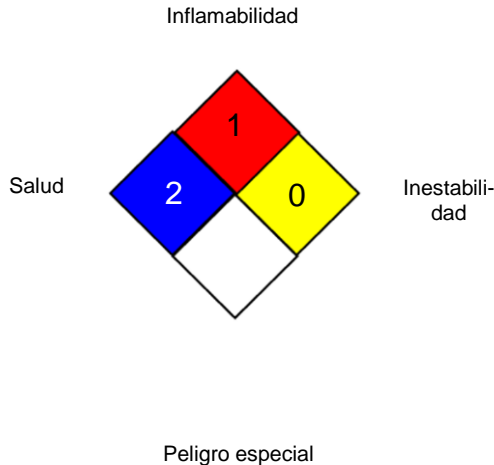 Inflamabilidad
1
Salud
2
0
Inestabili-
dad
Peligro especial